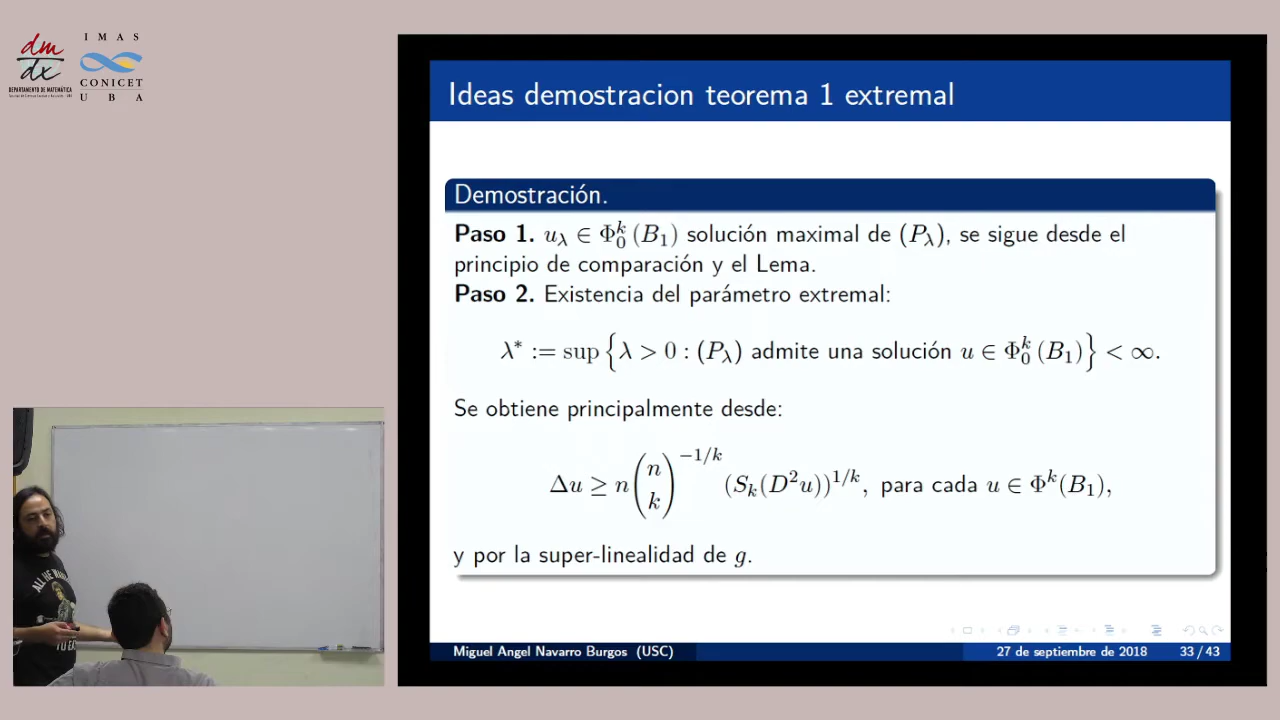 dm
dx
DEPARTAMENTO DE MATEMÁTICA
I M A S
CONICET
U B A
Ideas demostracion teorema 1 extremal
Demostración.
Paso 1. u_λ ∈ Φ_0^k (B_1) solución maximal de (P_λ), se sigue desde el
principio de comparación y el Lema.
Paso 2. Existencia del parámetro extremal:
λ* := sup { λ > 0 : (P_λ) admite una solución u ∈ Φ_0^k (B_1) } < ∞.
Se obtiene principalmente desde:
Δu ≥ n \binom{n}{k}^{-1/k} (S_k(D^2u))^{1/k}, para cada u ∈ Φ^k(B_1),
y por la super-linealidad de g.
Miguel Angel Navarro Burgos (USC)
27 de septiembre de 2018
33 / 43